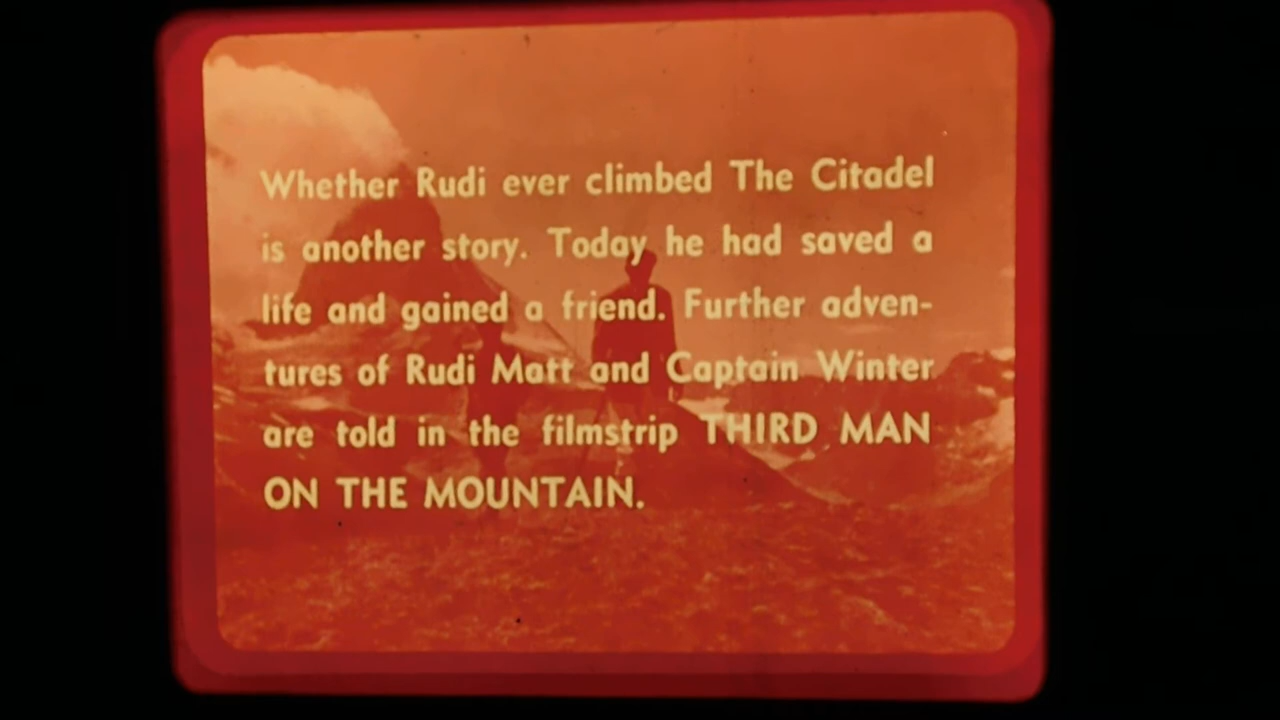 Whether Rudi ever climbed The Citadel
is another story. Today he had saved a
life and gained a friend. Further adven-
tures of Rudi Matt and Captain Winter
are told in the filmstrip THIRD MAN
ON THE MOUNTAIN.